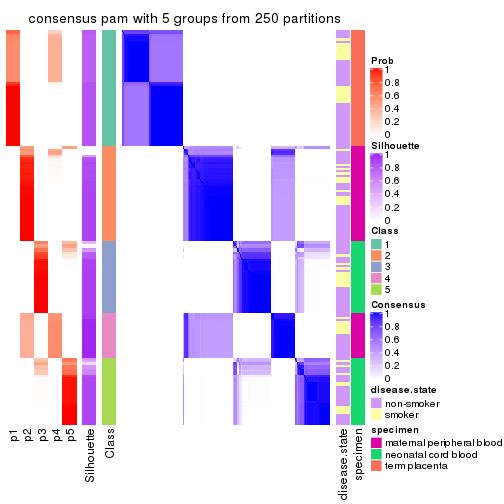 consensus pam with 5 groups from 250 partitions
Prob
1
0.8
0.6
0.4
0.2
0
Silhouette
1
0.8
0.6
0.4
0.2
0
Class
1
2
3
4
5
Consensus
1
0.8
0.6
0.4
0.2
0
disease.state
non-smoker
smoker
specimen
maternal peripheral blood
neonatal cord blood
term placenta
p1
p2
p3
p4
p5
Silhouette
Class
disease.state
specimen